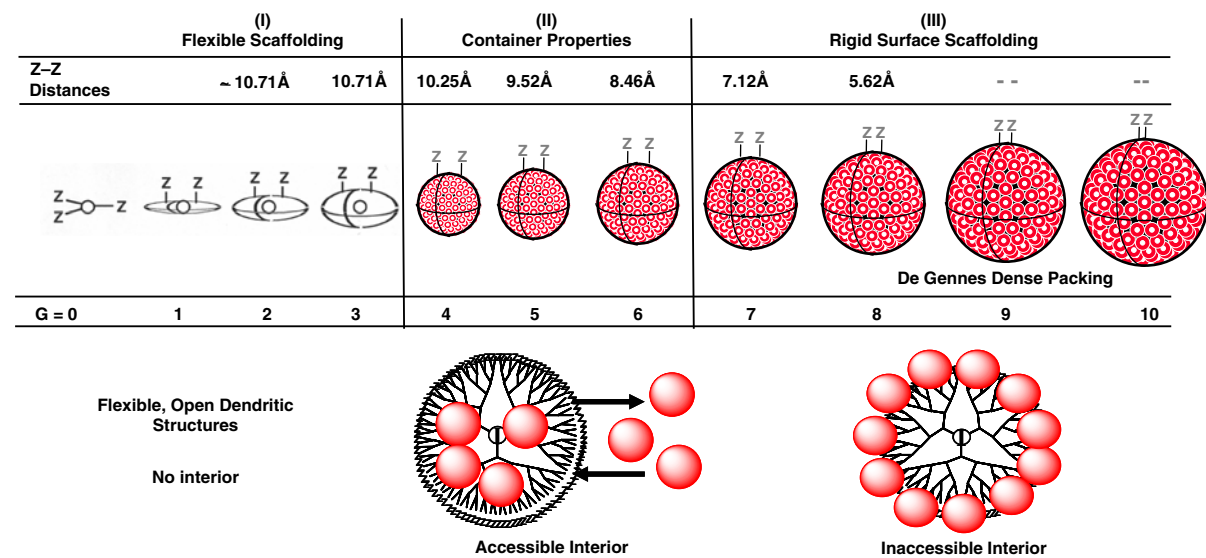 (I)
Flexible Scaffolding
(II)
Container Properties
(III)
Rigid Surface Scaffolding
Z–Z
Distances
~ 10.71Å 10.71Å 10.25Å 9.52Å 8.46Å 7.12Å 5.62Å - - --
Z Z Z
Z Z
Z Z
Z Z
Z Z
Z Z
Z Z
Z Z
Z Z
Z Z
Z Z
De Gennes Dense Packing
G = 0 1 2 3 4 5 6 7 8 9 10
Flexible, Open Dendritic
Structures
No interior
Accessible Interior
Inaccessible Interior